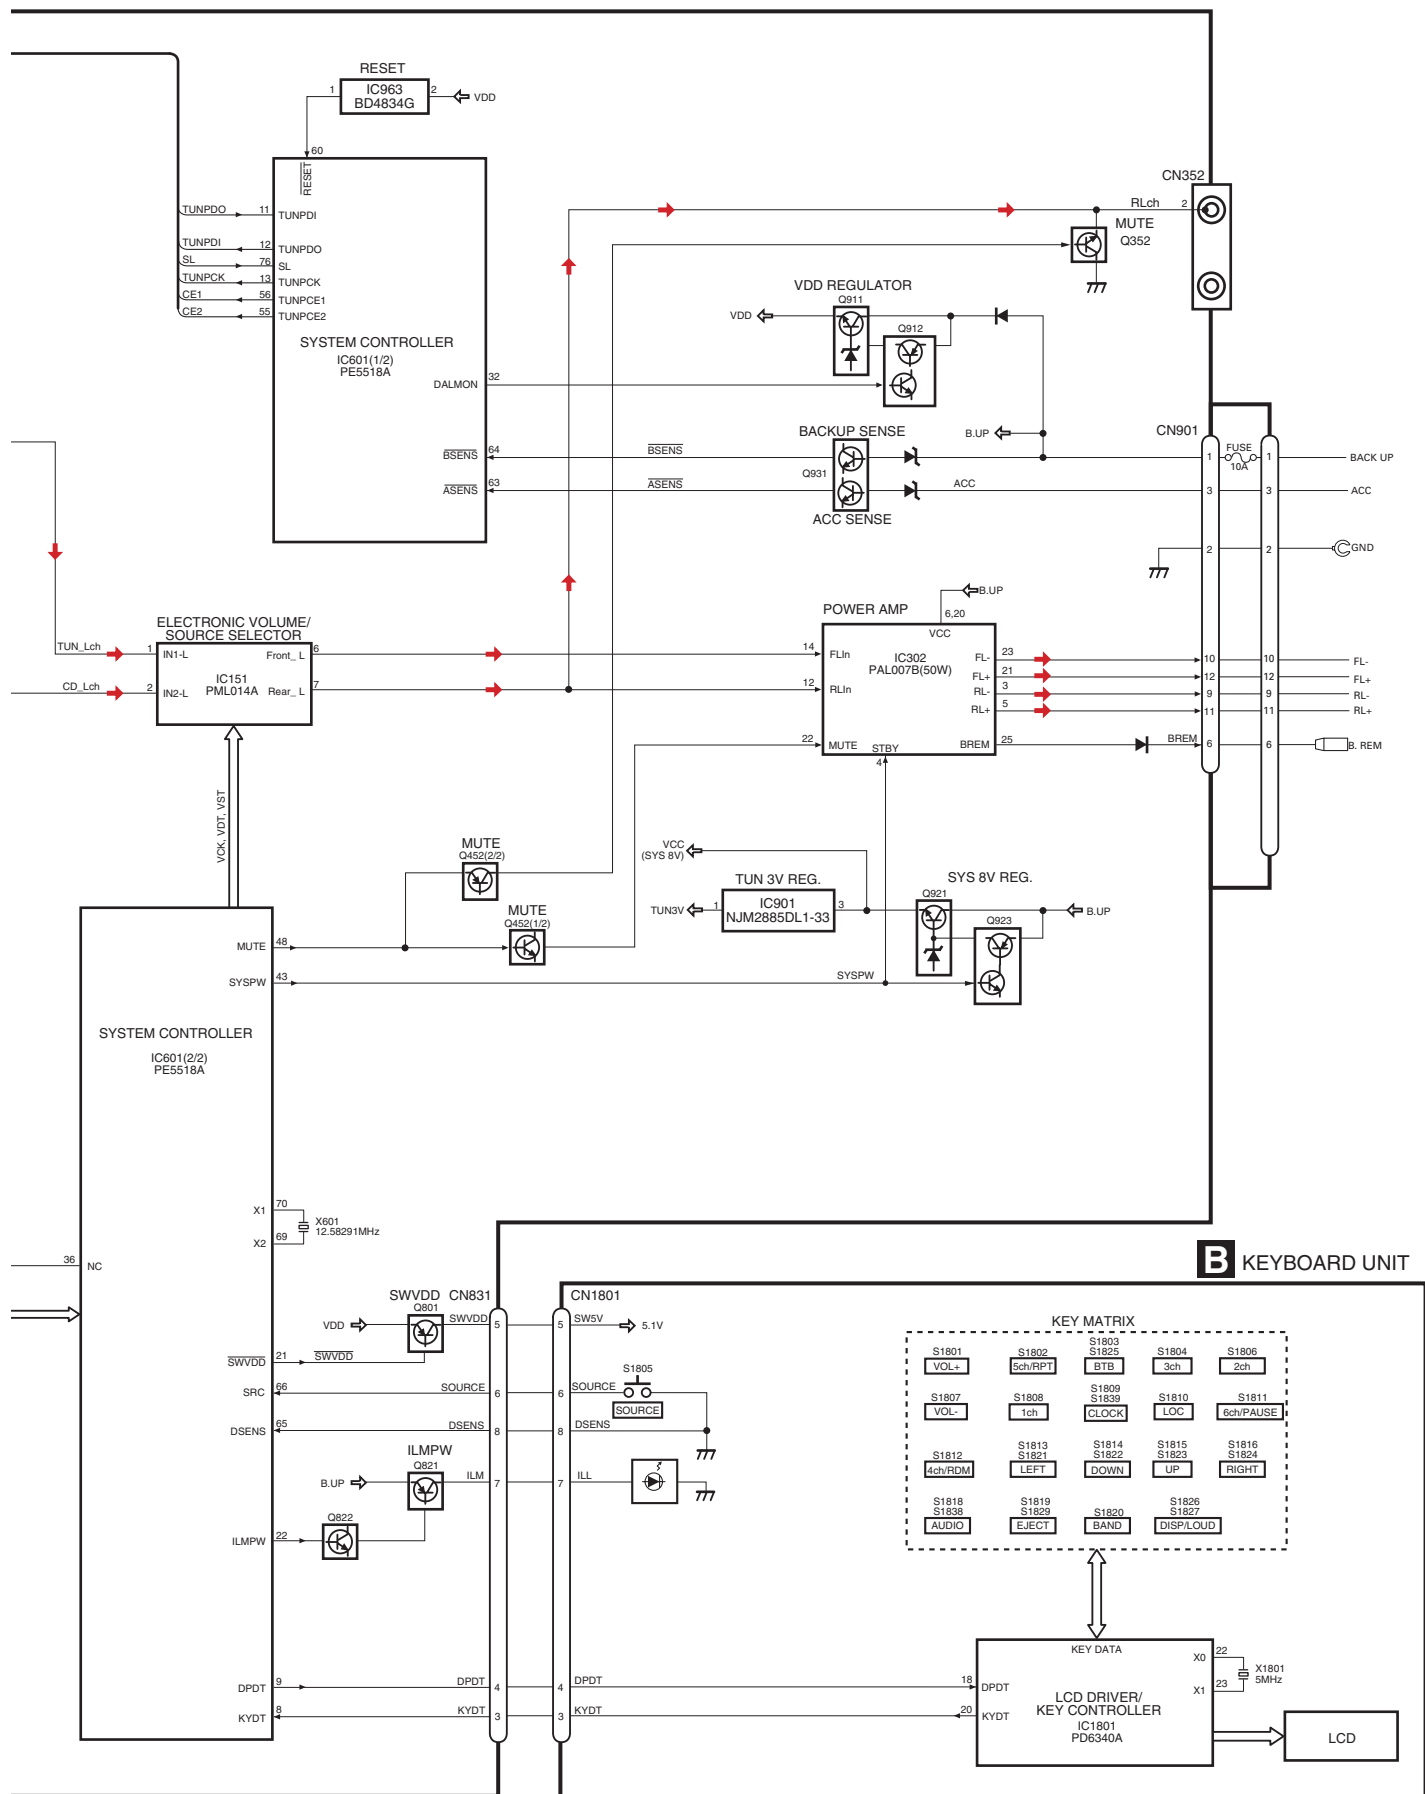 RESET
1
IC963
BD4834G
2
VDD
60
RESET
TUNPDO
11
TUNPDI
TUNPDI
12
TUNPDO
SL
76
SL
TUNPCK
13
TUNPCK
CE1
56
TUNPCE1
CE2
55
TUNPCE2
SYSTEM CONTROLLER
IC601(1/2)
PE5518A
DALMON
32
BSENS
64
BSENS
ASENS
63
ASENS
CN352
RLch
2
MUTE
Q352
VDD REGULATOR
Q911
VDD
Q912
B.UP
BACKUP SENSE
Q931
ACC SENSE
ACC
CN901
FUSE
10A
1
1
BACK UP
3
3
ACC
2
2
GND
ELECTRONIC VOLUME/
SOURCE SELECTOR
TUN_Lch
1
IN1-L
Front_ L
6
IC151
PML014A
CD_Lch
2
IN2-L
Rear_ L
7
VCK, VDT, VST
POWER AMP
B.UP
6,20
VCC
14
FLIn
IC302
PAL007B(50W)
12
RLIn
FL-
23
FL+
21
RL-
3
RL+
5
22
MUTE
STBY
4
BREM
25
BREM
10
10
FL-
12
12
FL+
9
9
RL-
11
11
RL+
6
6
B. REM
MUTE
Q452(2/2)
MUTE
Q452(1/2)
VCC
(SYS 8V)
TUN 3V REG.
TUN3V
1
IC901
NJM2885DL1-33
3
SYS 8V REG.
Q921
Q923
B.UP
SYSPW
MUTE
48
SYSPW
43
SYSTEM CONTROLLER
IC601(2/2)
PE5518A
X1
70
X601
12.58291MHz
X2
69
36
NC
B KEYBOARD UNIT
SWVDD
Q801
CN831
CN1801
VDD
SWVDD
5
5
SW5V
5.1V
SWVDD
21
SWVDD
SRC
66
SOURCE
6
6
SOURCE
S1805
SOURCE
DSENS
65
DSENS
8
8
DSENS
ILMPW
Q821
B.UP
ILM
7
7
ILL
Q822
ILMPW
22
DPDT
9
DPDT
4
4
DPDT
KYDT
8
KYDT
3
3
KYDT
KEY MATRIX
S1801
VOL+
S1802
5ch/RPT
S1803
S1825
BTB
S1804
3ch
S1806
2ch
S1807
VOL-
S1808
1ch
S1809
S1839
CLOCK
S1810
LOC
S1811
6ch/PAUSE
S1812
4ch/RDM
S1813
S1821
LEFT
S1814
S1822
DOWN
S1815
S1823
UP
S1816
S1824
RIGHT
S1818
S1838
AUDIO
S1819
S1829
EJECT
S1820
BAND
S1826
S1827
DISP/LOUD
KEY DATA
18
DPDT
20
KYDT
LCD DRIVER/
KEY CONTROLLER
IC1801
PD6340A
X0
22
X1
23
X1801
5MHz
LCD